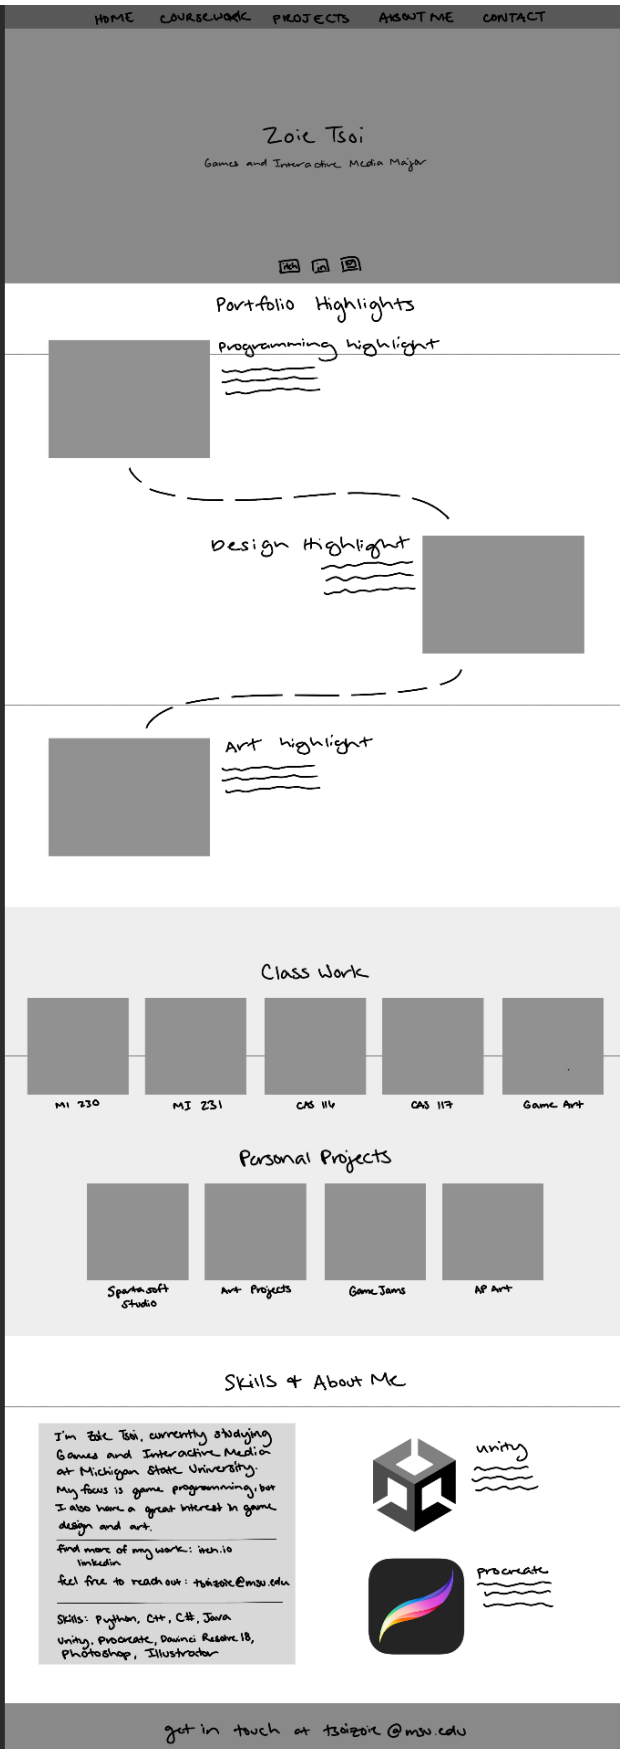 HOME COURSEWORK PROJECTS ABOUT ME CONTACT
Zoie Tsoi
Games and Interactive Media Major
itch in
Portfolio Highlights
Programming highlight
Design Highlight
Art highlight
Class Work
MI 230 MI 231 CAS 116 CAS 117 Game Art
Personal Projects
Spartasoft Studio Art Projects Game Jams AP Art
Skills & About Me
I'm Zoie Tsoi, currently studying
Games and Interactive Media
at Michigan State University.
My focus is game programming, but
I also have a great interest in game
design and art.
find more of my work: itch.io
linkedin
feel free to reach out: tsoizoie@msu.edu
Skills: Python, C++, C#, Java
Unity, Procreate, Davinci Resolve 18,
Photoshop, Illustrator
unity
procreate
get in touch at tsoizoie@msu.edu